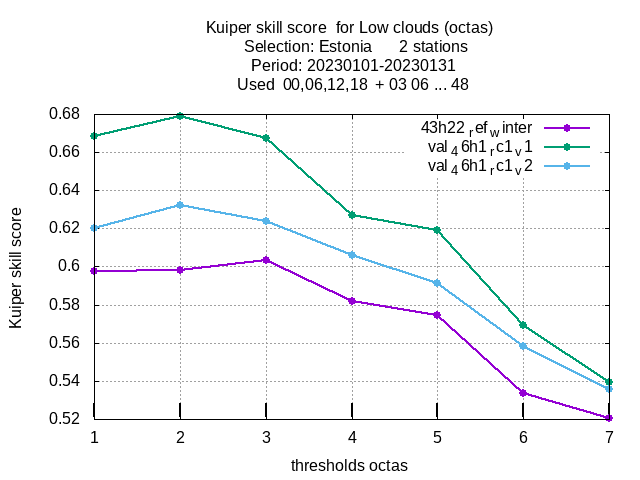 Kuiper skill score  for Low clouds (octas)
Selection: Estonia      2 stations
Period: 20230101-20230131
Used  00,06,12,18  + 03 06 ... 48
43h22_ref_winter
val_46h1_rc1_v1
val_46h1_rc1_v2
0.68
0.66
0.64
0.62
0.6
0.58
0.56
0.54
0.52
Kuiper skill score
1 2 3 4 5 6 7
thresholds octas